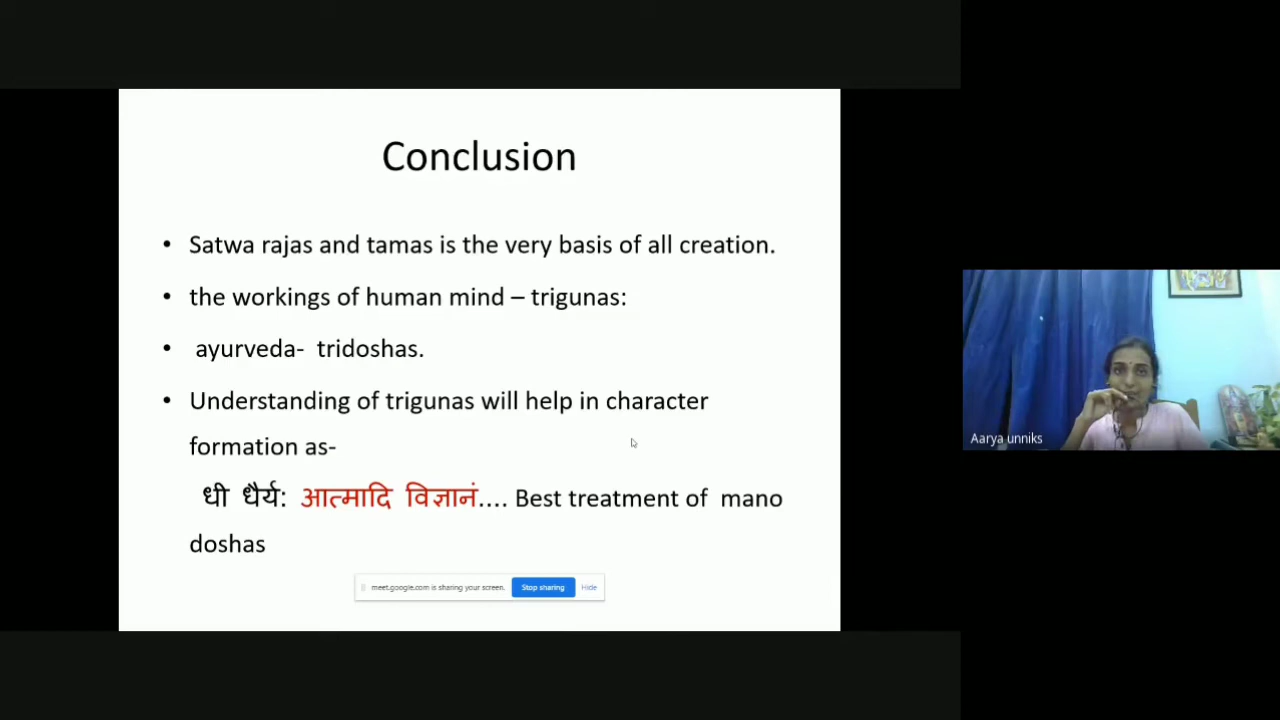 Conclusion
• Satwa rajas and tamas is the very basis of all creation.
• the workings of human mind – trigunas:
• ayurveda- tridoshas.
• Understanding of trigunas will help in character
formation as-
धी धैर्य: आत्मादि विज्ञानं.... Best treatment of mano
doshas
meet.google.com is sharing your screen. Stop sharing Hide
Aarya unniks